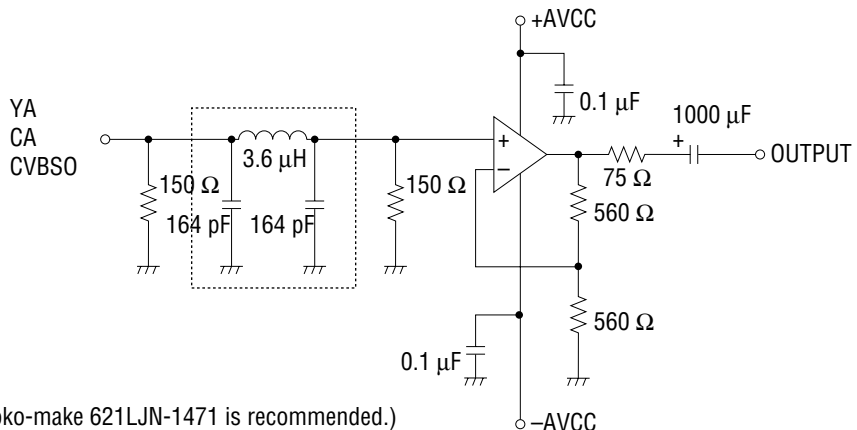 +AVCC
0.1 μF
1000 μF
+
YA
CA
CVBSO
3.6 μH
+
−
OUTPUT
75 Ω
150 Ω
164 pF
164 pF
150 Ω
560 Ω
560 Ω
0.1 μF
-make 621LJN-1471 is recommended.)
−AVCC